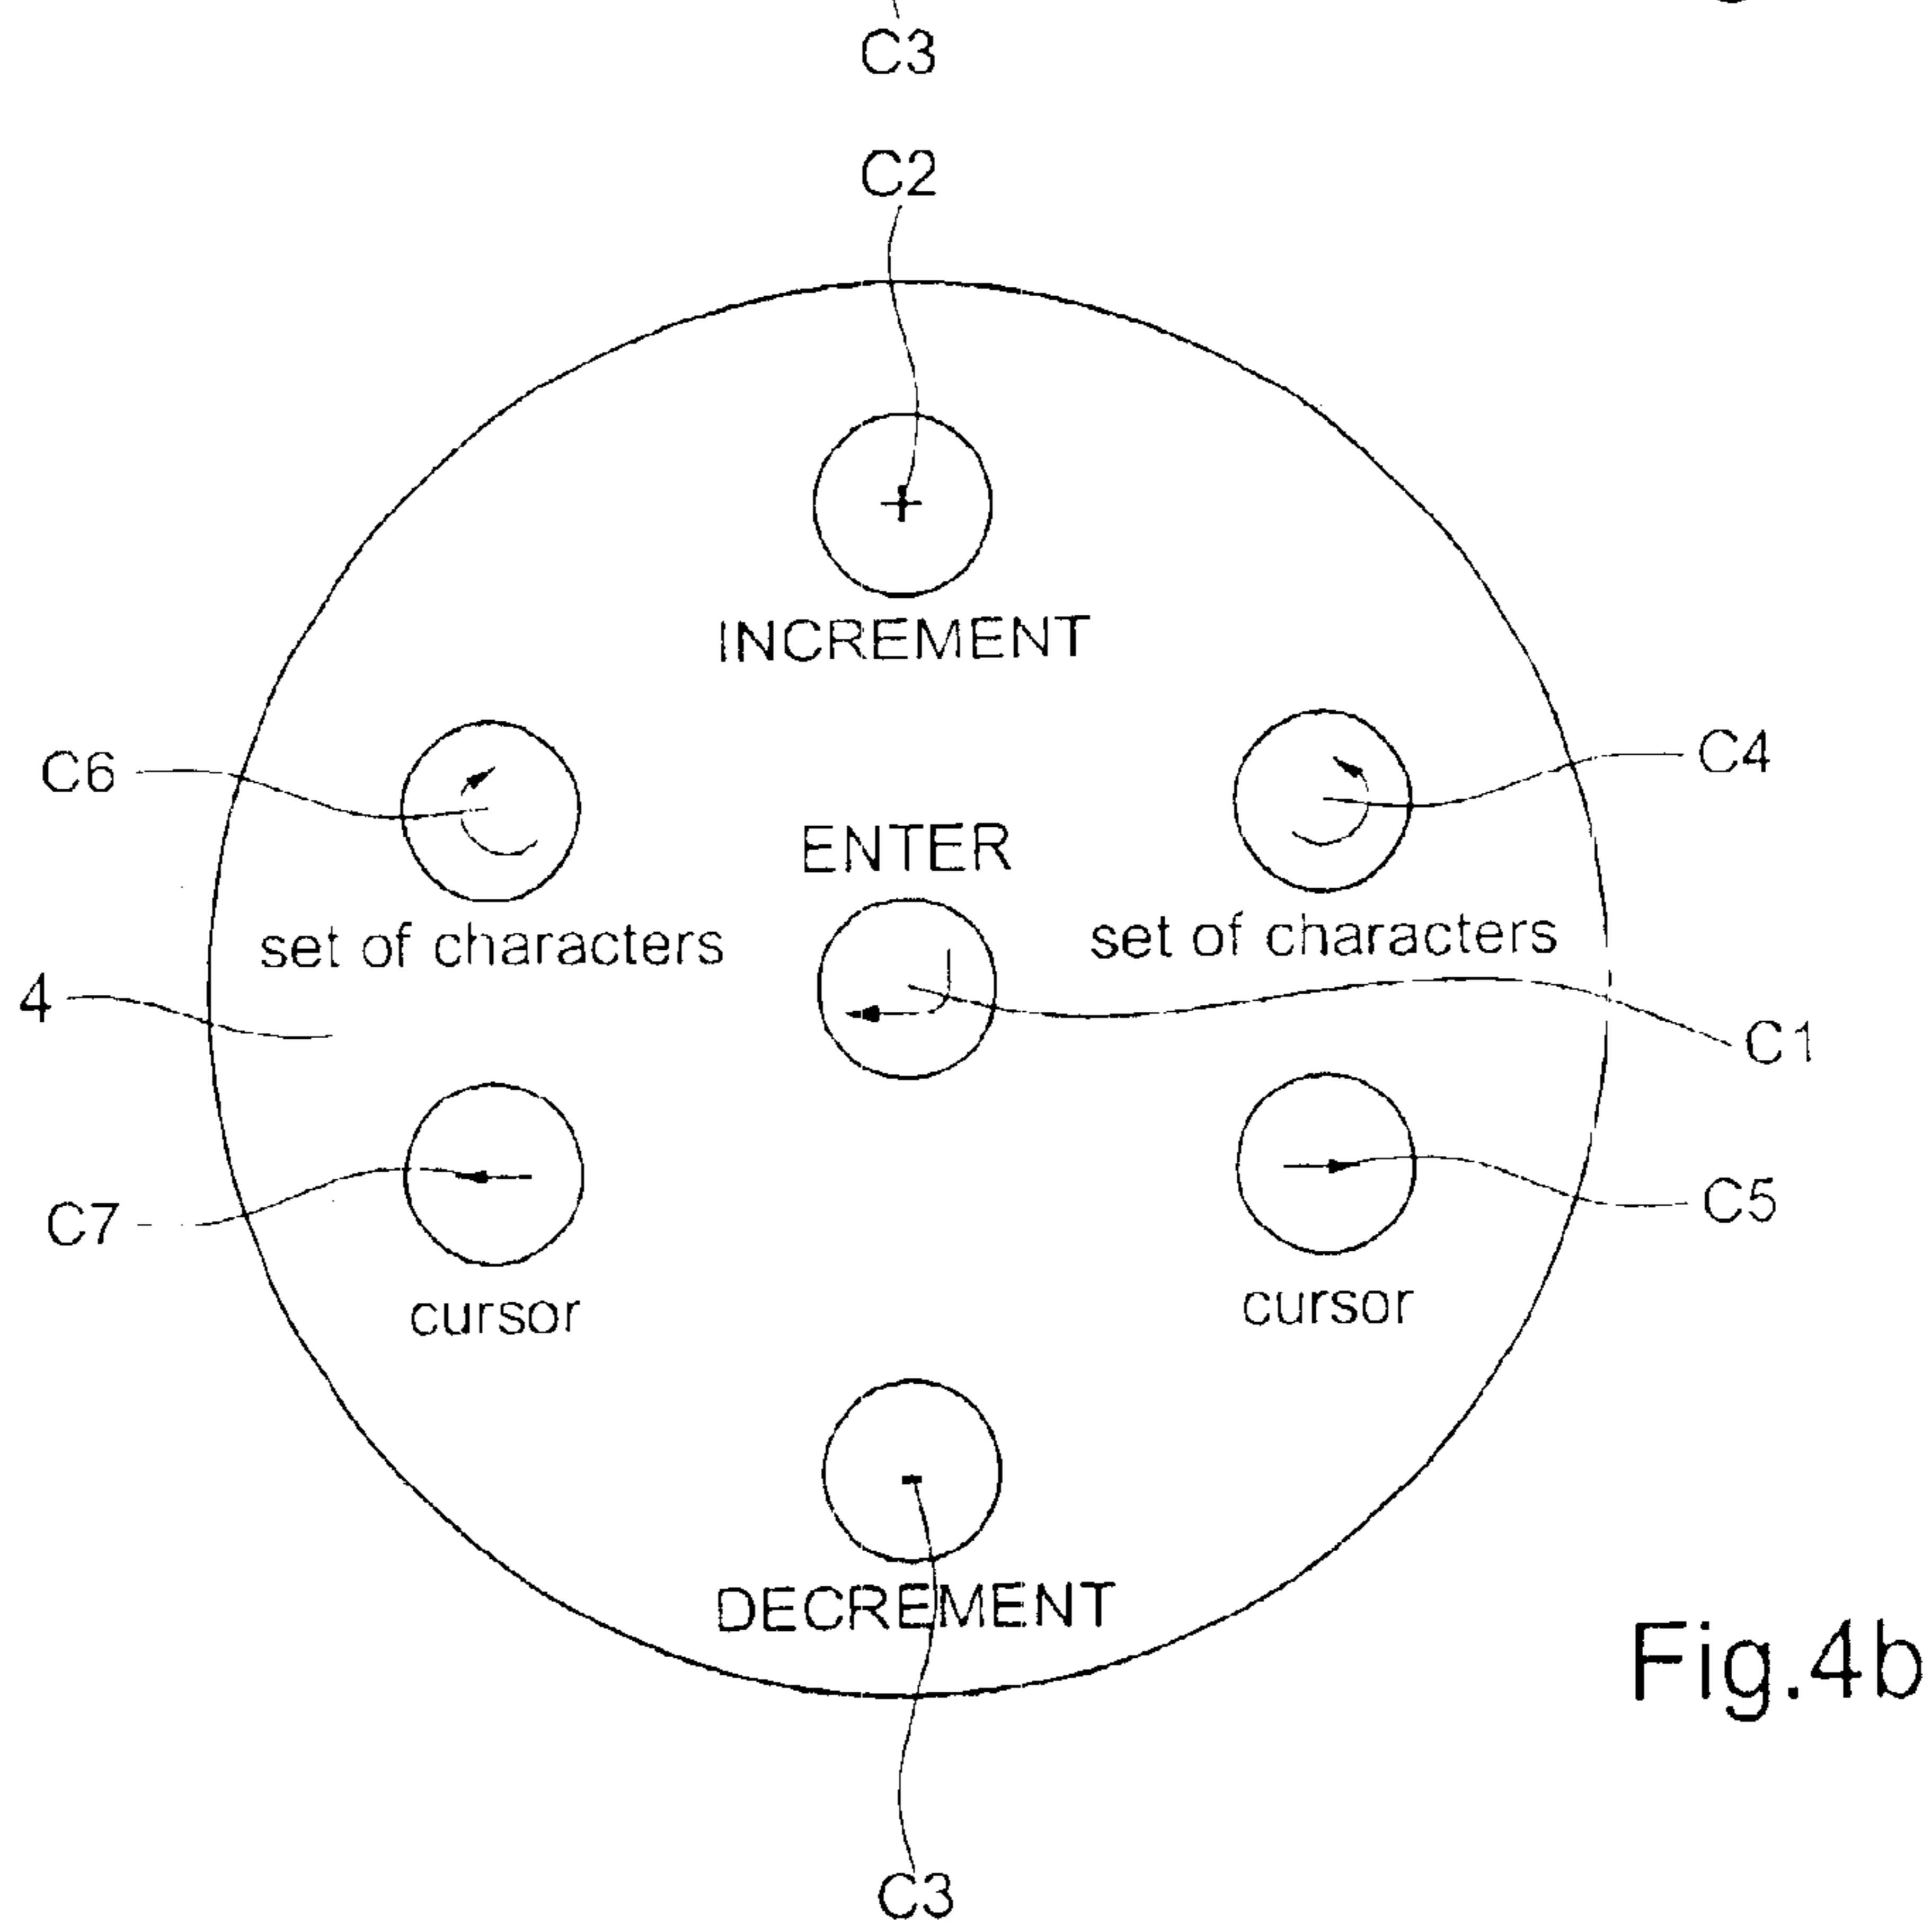 C3
C2
+
INCREMENT
C6
C4
ENTER
set of characters
set of characters
4
C1
C7
C5
cursor
cursor
-
DECREMENT
Fig.4b
C3